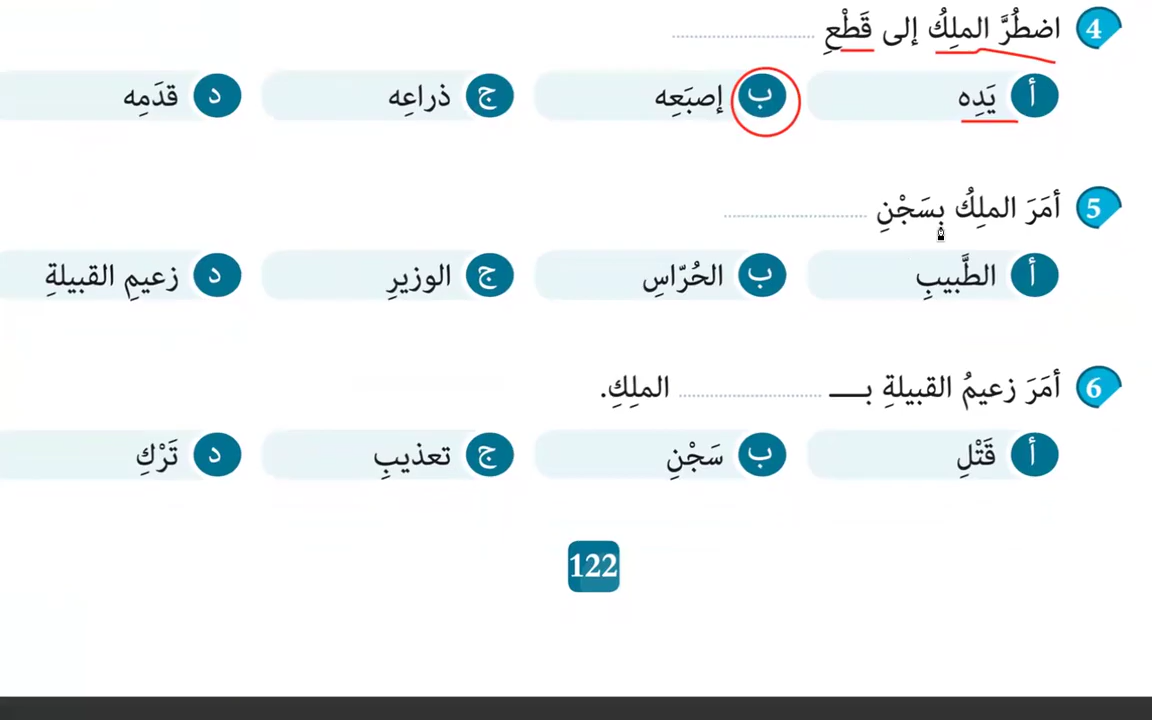 4 اضطُرَّ الملِكُ إلى قَطْعِ ....................
أ يَدِه ب إصبَعِه ج ذراعِه د قدَمِه
5 أمَرَ الملِكُ بِسَجْنِ ....................
أ الطَّبيبِ ب الحُرّاسِ ج الوزيرِ د زعيمِ القبيلةِ
6 أمَرَ زعيمُ القبيلةِ بـــ .................... الملِكِ.
أ قَتْلِ ب سَجْنِ ج تعذيبِ د تَرْكِ
122